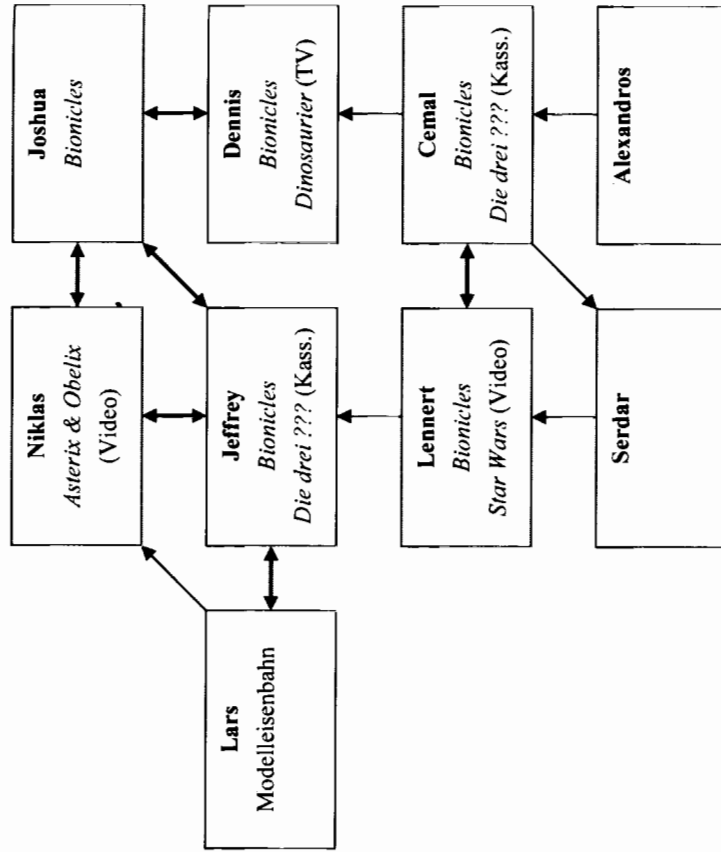 Niklas
Asterix & Obelix
(Video)
Joshua
Bionicles
Lars
Modelleisenbahn
Jeffrey
Bionicles
Die drei ??? (Kass.)
Dennis
Bionicles
Dinosaurier (TV)
Lennert
Bionicles
Star Wars (Video)
Cemal
Bionicles
Die drei ??? (Kass.)
Serdar
Alexandros